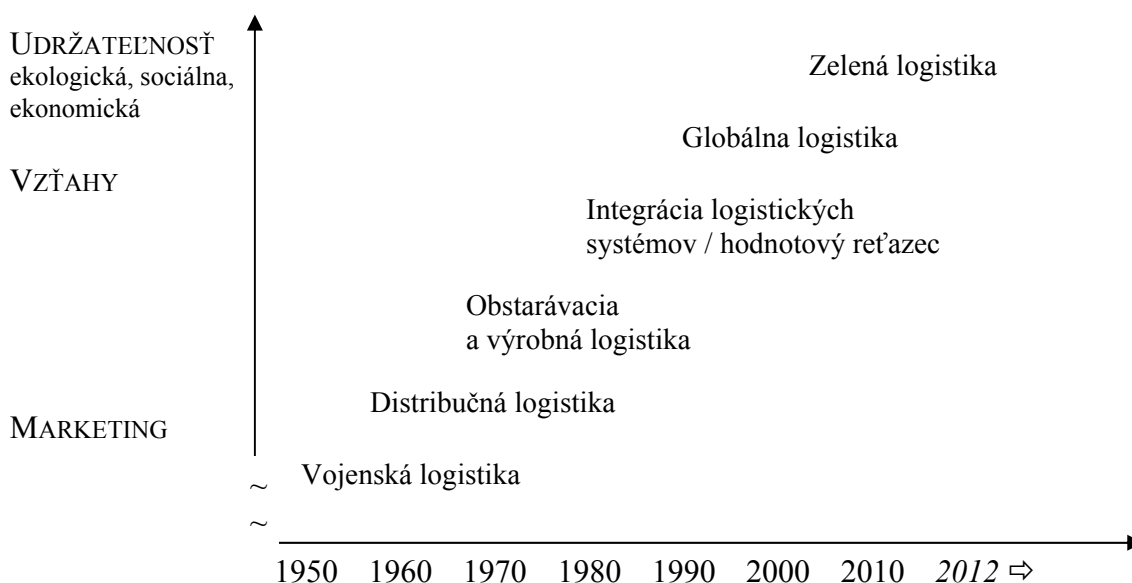 UDRŽATEĽNOSŤ
ekologická, sociálna,
ekonomická
Zelená logistika
Globálna logistika
VZŤAHY
Integrácia logistických
systémov / hodnotový reťazec
Obstarávacia
a výrobná logistika
Distribučná logistika
MARKETING
Vojenská logistika
~
~
1950 1960 1970 1980 1990 2000 2010 2012 ⇨